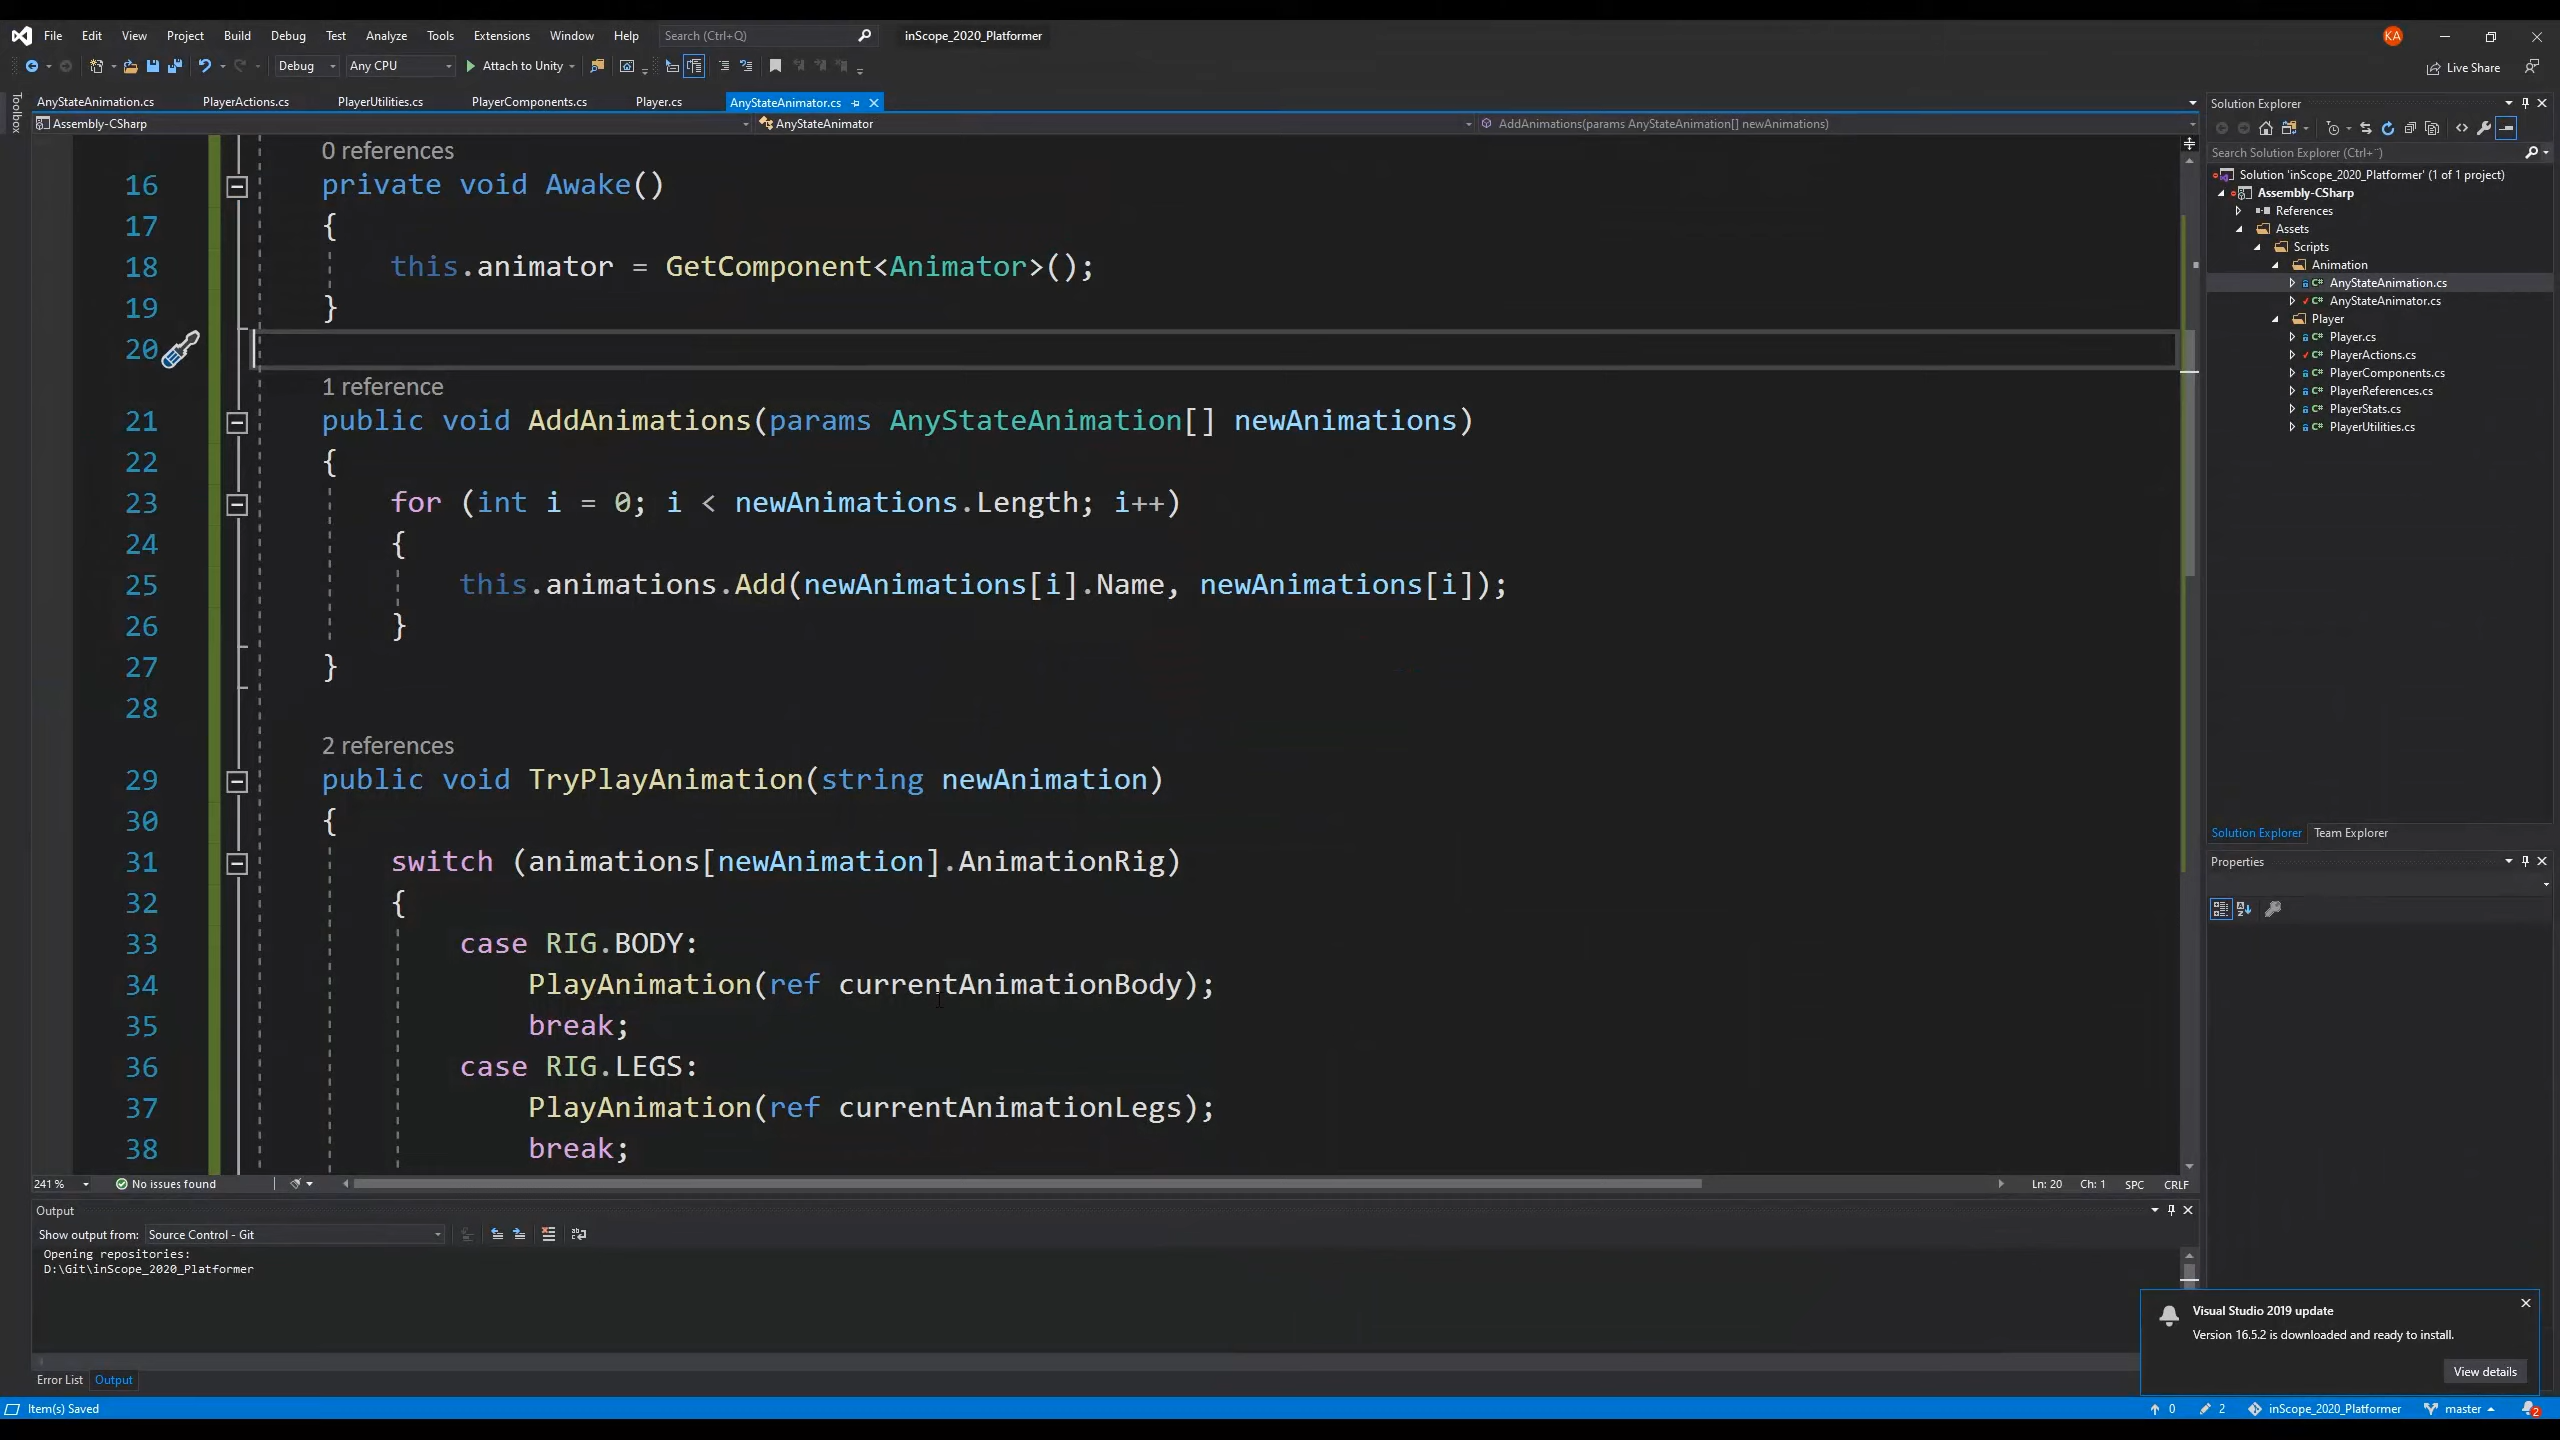 File Edit View Project Build Debug Test Analyze Tools Extensions Window Help Search (Ctrl+Q) inScope_2020_Platformer KA
Debug Any CPU Attach to Unity Live Share
Toolbox
AnyStateAnimation.cs PlayerActions.cs PlayerUtilities.cs PlayerComponents.cs Player.cs AnyStateAnimator.cs
Assembly-CSharp AnyStateAnimator AddAnimations(params AnyStateAnimation[] newAnimations)
0 references
16 private void Awake()
17 {
18 this.animator = GetComponent<Animator>();
19 }
20
1 reference
21 public void AddAnimations(params AnyStateAnimation[] newAnimations)
22 {
23 for (int i = 0; i < newAnimations.Length; i++)
24 {
25 this.animations.Add(newAnimations[i].Name, newAnimations[i]);
26 }
27 }
28
2 references
29 public void TryPlayAnimation(string newAnimation)
30 {
31 switch (animations[newAnimation].AnimationRig)
32 {
33 case RIG.BODY:
34 PlayAnimation(ref currentAnimationBody);
35 break;
36 case RIG.LEGS:
37 PlayAnimation(ref currentAnimationLegs);
38 break;
241 % No issues found Ln: 20 Ch: 1 SPC CRLF
Output
Show output from: Source Control - Git
Opening repositories:
D:\Git\inScope_2020_Platformer
Error List Output
Solution Explorer
Search Solution Explorer (Ctrl+¨)
Solution 'inScope_2020_Platformer' (1 of 1 project)
Assembly-CSharp
References
Assets
Scripts
Animation
AnyStateAnimation.cs
AnyStateAnimator.cs
Player
Player.cs
PlayerActions.cs
PlayerComponents.cs
PlayerReferences.cs
PlayerStats.cs
PlayerUtilities.cs
Solution Explorer Team Explorer
Properties
Visual Studio 2019 update
Version 16.5.2 is downloaded and ready to install.
View details
Item(s) Saved 0 2 inScope_2020_Platformer master 2